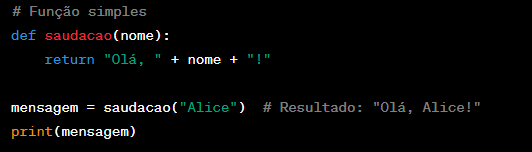 # Função simples
def saudacao(nome):
    return "Olá, " + nome + "!"

mensagem = saudacao("Alice")  # Resultado: "Olá, Alice!"
print(mensagem)